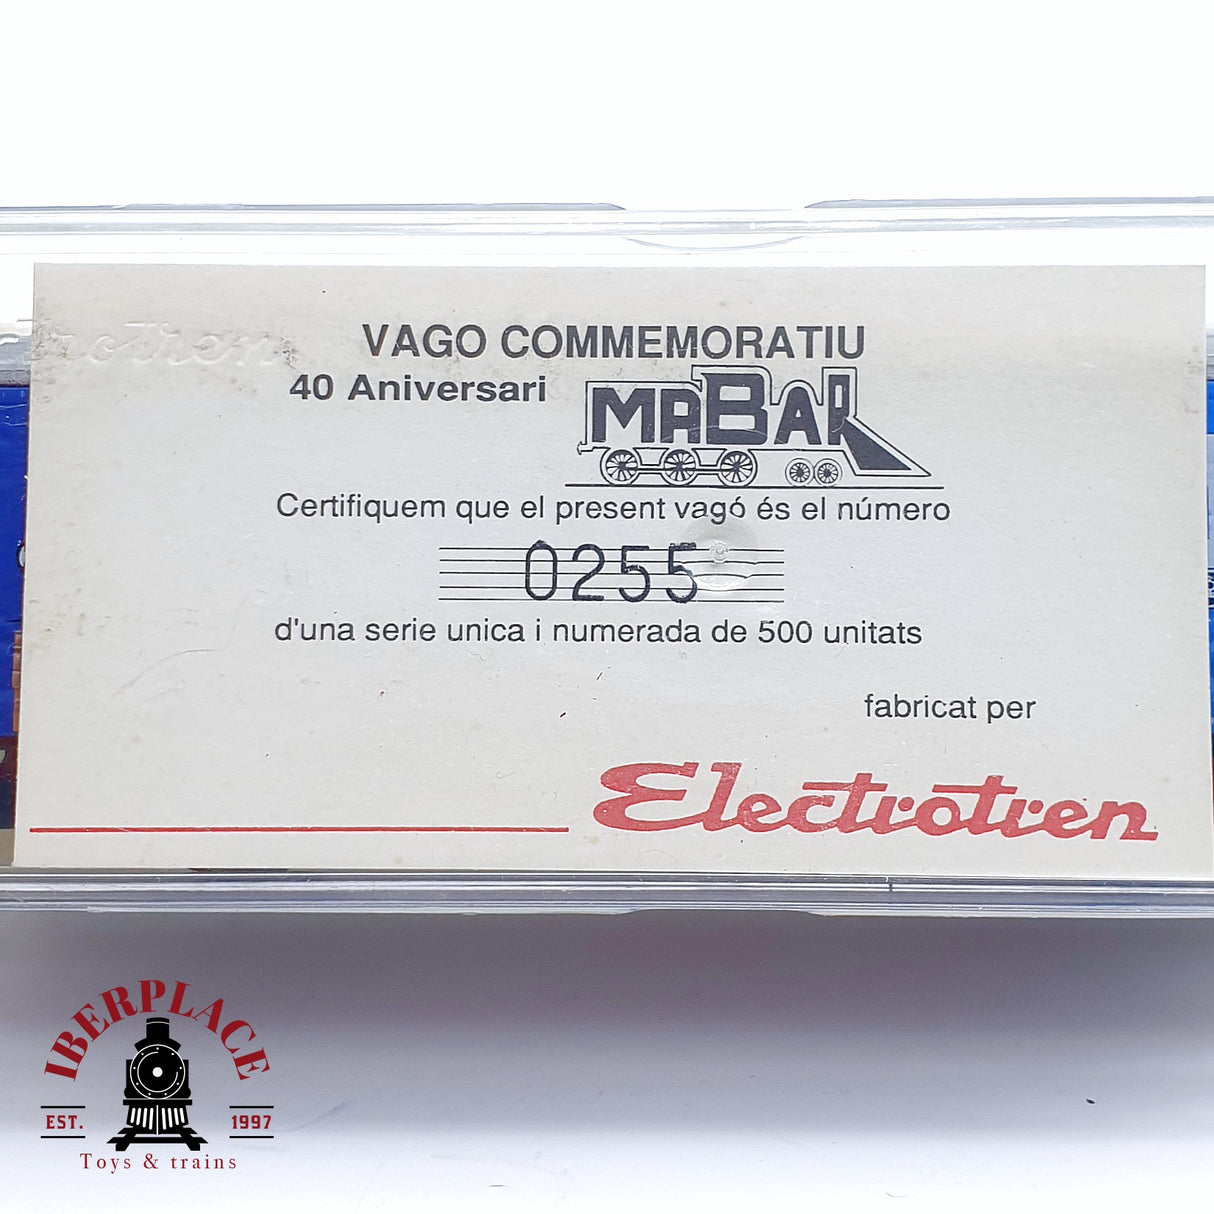 VAGO COMMEMORATIU
40 Aniversari MABAR
Certifiquem que el present vagó és el número
0255
d'una serie unica i numerada de 500 unitats
fabricat per
Electrotren
IBERPLACE
EST. 1997
Toys & trains